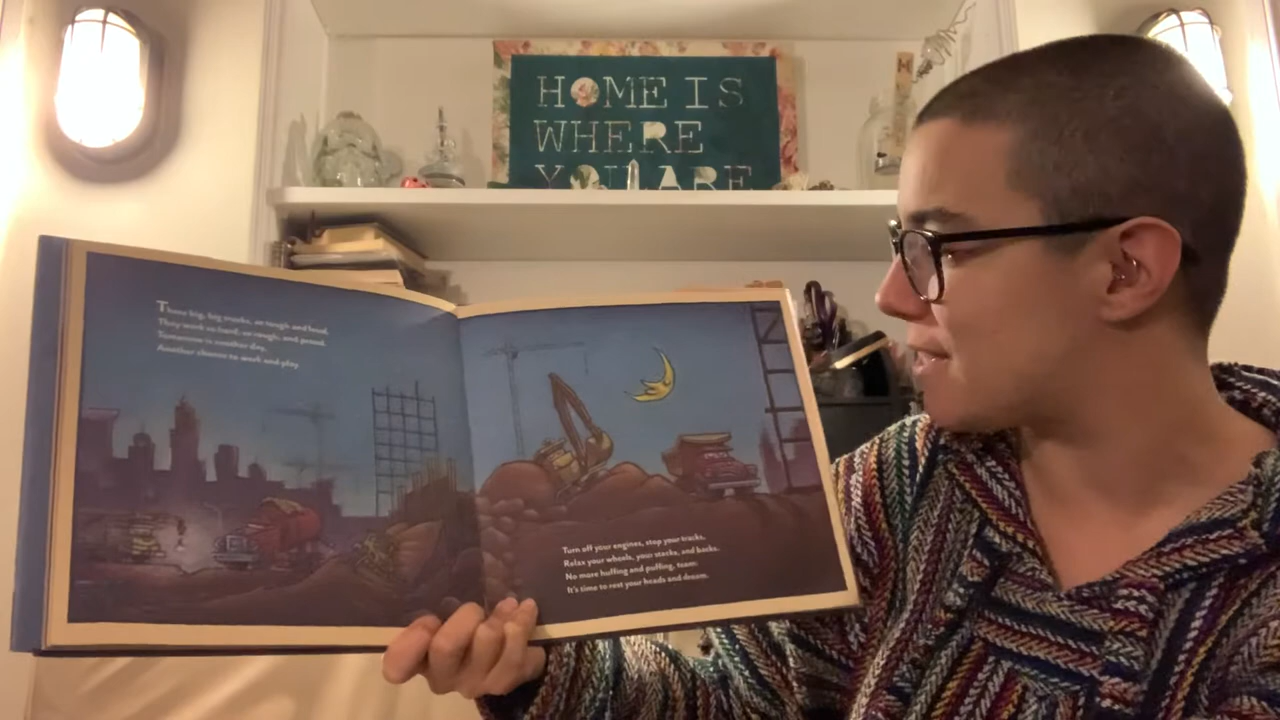 HOME IS
WHERE
YOU ARE
These big, big trucks, so tough and loud,
They work so hard, so rough, and proud.
Tomorrow is another day,
Another chance to work and play.
Turn off your engines, stop your tracks,
Relax your wheels, your stacks, and backs.
No more huffing and puffing, team:
It's time to rest your heads and dream.